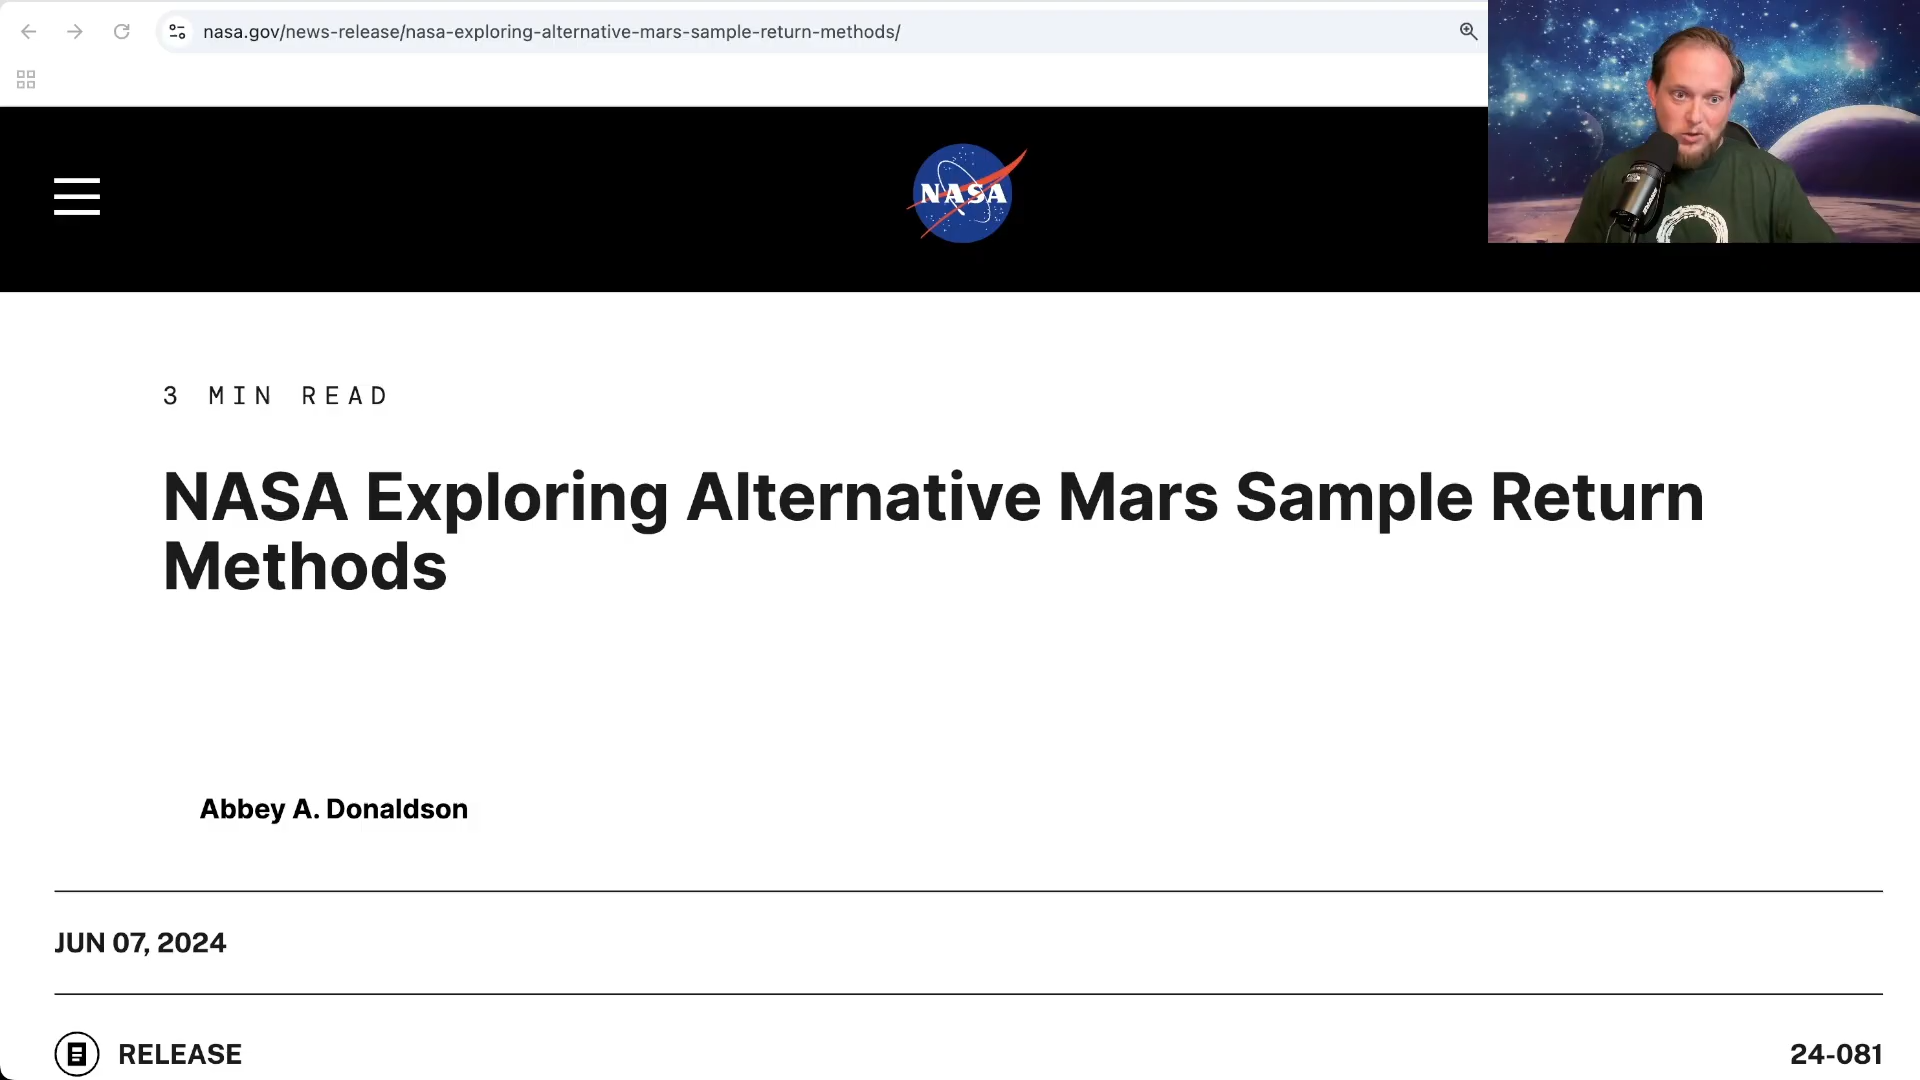 nasa.gov/news-release/nasa-exploring-alternative-mars-sample-return-methods/
NASA
3 MIN READ
NASA Exploring Alternative Mars Sample Return
Methods
Abbey A. Donaldson
JUN 07, 2024
RELEASE
24-081